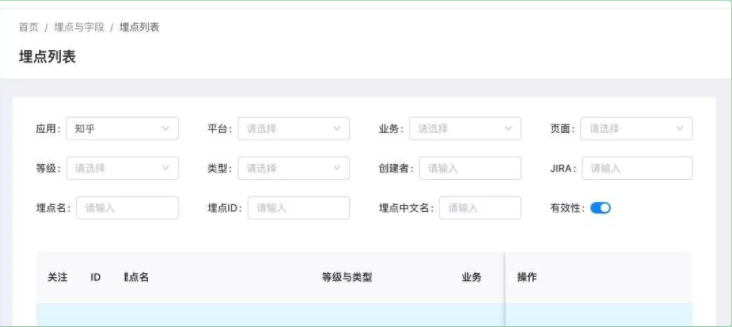 首页 / 埋点与字段 / 埋点列表
埋点列表
应用: 知乎 平台: 请选择 业务: 请选择 页面: 请选择
等级: 请选择 类型: 请选择 创建者: 请输入 JIRA: 请输入
埋点名: 请输入 埋点ID: 请输入 埋点中文名: 请输入 有效性:
关注 ID 点名 等级与类型 业务 操作